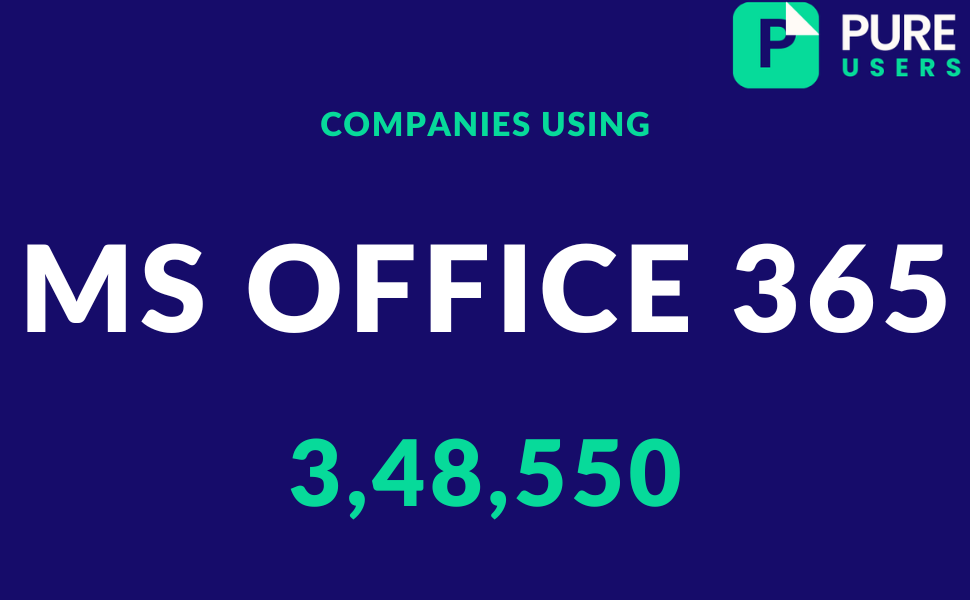 P PURE
USERS
COMPANIES USING
MS OFFICE 365
3,48,550